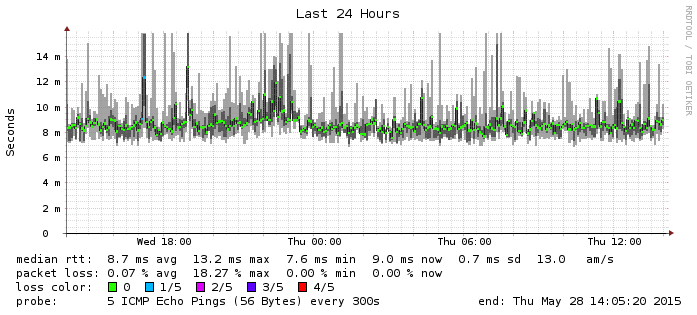 Last 24 Hours
RRDTOOL / TOBI OETIKER
Seconds
14 m
12 m
10 m
8 m
6 m
4 m
2 m
0
Wed 18:00 Thu 00:00 Thu 06:00 Thu 12:00
median rtt: 8.7 ms avg 13.2 ms max 7.6 ms min 9.0 ms now 0.7 ms sd 13.0 am/s
packet loss: 0.07 % avg 18.27 % max 0.00 % min 0.00 % now
loss color: 0 1/5 2/5 3/5 4/5
probe: 5 ICMP Echo Pings (56 Bytes) every 300s end: Thu May 28 14:05:20 2015